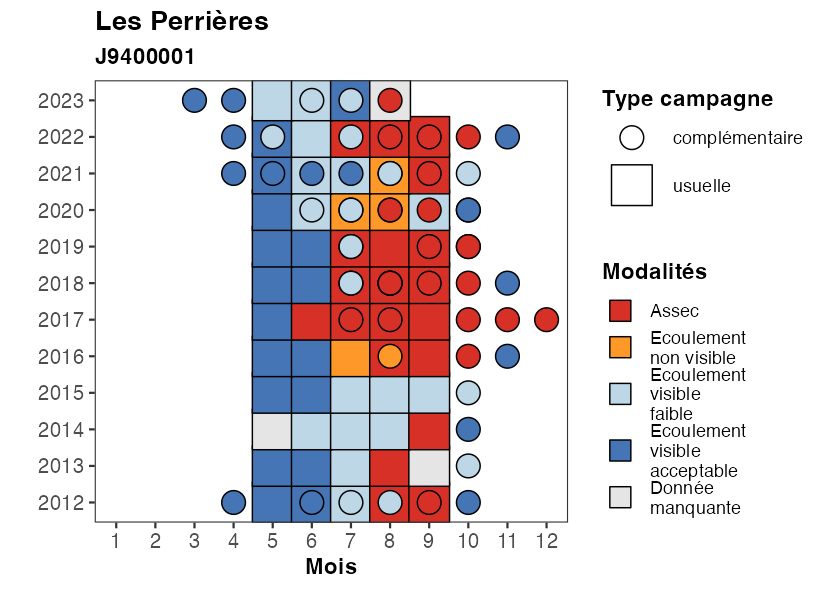 Les Perrières
J9400001
2023
2022
2021
2020
2019
2018
2017
2016
2015
2014
2013
2012
1 2 3 4 5 6 7 8 9 10 11 12
Mois
Type campagne
complémentaire
usuelle
Modalités
Assec
Ecoulement
non visible
Ecoulement
visible
faible
Ecoulement
visible
acceptable
Donnée
manquante